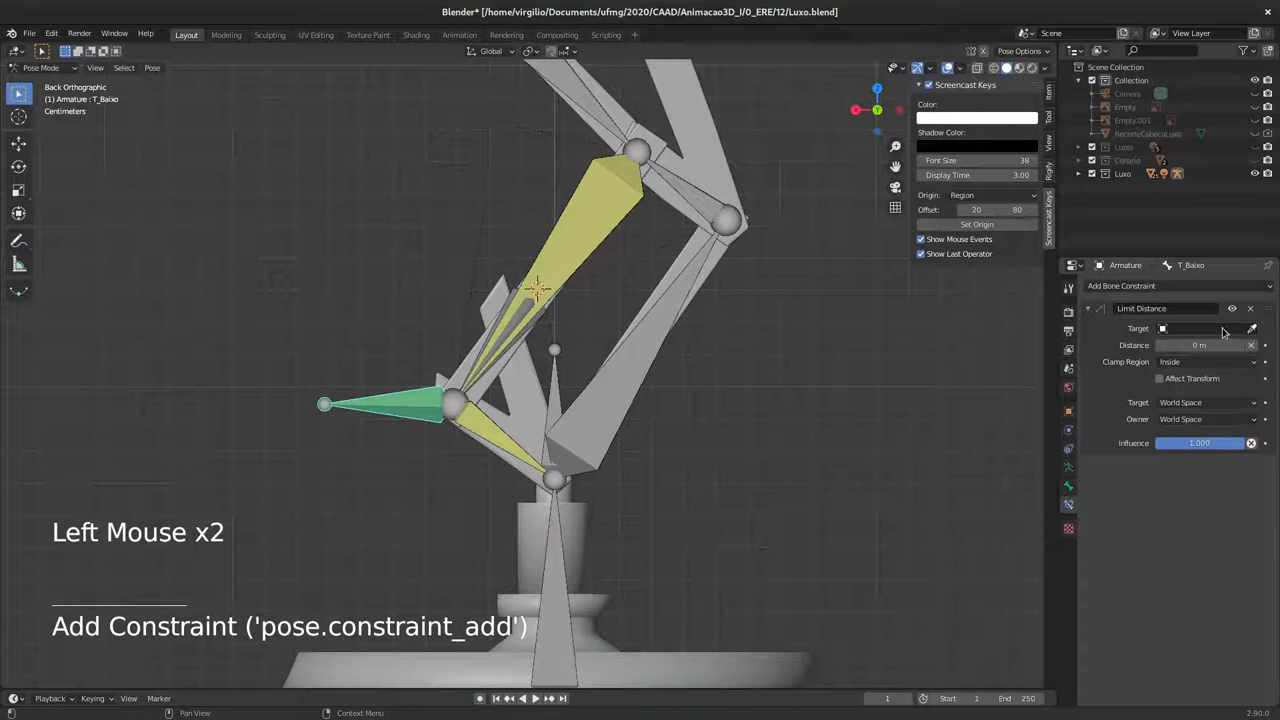 Blender* [/home/virgilio/Documents/ufmg/2020/CAAD/Animacao3D_I/0_ERE/12/Luxo.blend]
File Edit Render Window Help Layout Modeling Sculpting UV Editing Texture Paint Shading Animation Rendering Compositing Scripting + Scene View Layer
Global Pose Options
Pose Mode View Select Pose
Back Orthographic
(1) Armature : T_Baixo
Centimeters
Screencast Keys
Color:
Shadow Color:
Font Size 38
Display Time 3.00
Origin: Region
Offset: 20 80
Set Origin
Show Mouse Events
Show Last Operator
Item
Tool
View
Rigify
Screencast Keys
X
Y
Z
Scene Collection
Collection
Camera
Empty
Empty.001
RecorteCabecaLuxo
Luzes
Cenario
Luxo
Armature T_Baixo
Add Bone Constraint
Limit Distance
Target
Distance 0 m
Clamp Region Inside
Affect Transform
Target World Space
Owner World Space
Influence 1.000
Left Mouse x2
Add Constraint ('pose.constraint_add')
Playback Keying View Marker 1 Start 1 End 250
Pan View Context Menu 2.90.0